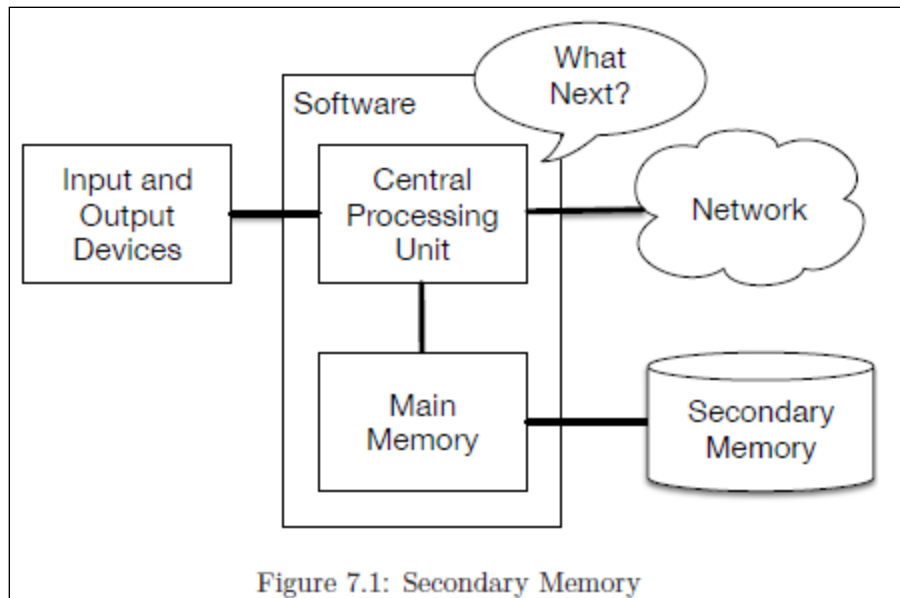 What
Next?
Software
Input and
Output
Devices
Central
Processing
Unit
Network
Main
Memory
Secondary
Memory
Figure 7.1: Secondary Memory